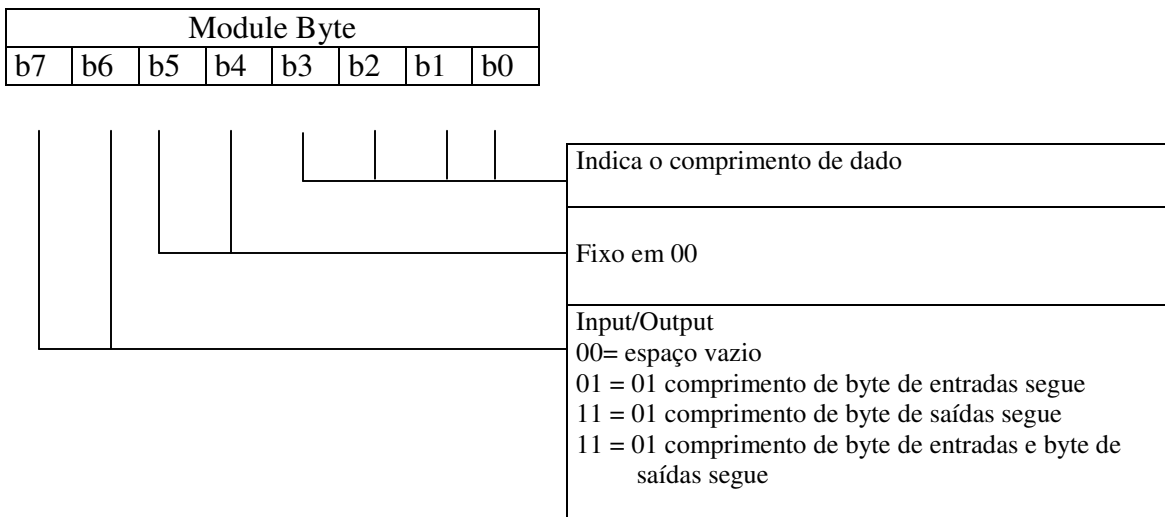 Module Byte
b7 b6 b5 b4 b3 b2 b1 b0
Indica o comprimento de dado
Fixo em 00
Input/Output
00= espaço vazio
01 = 01 comprimento de byte de entradas segue
11 = 01 comprimento de byte de saídas segue
11 = 01 comprimento de byte de entradas e byte de
saídas segue